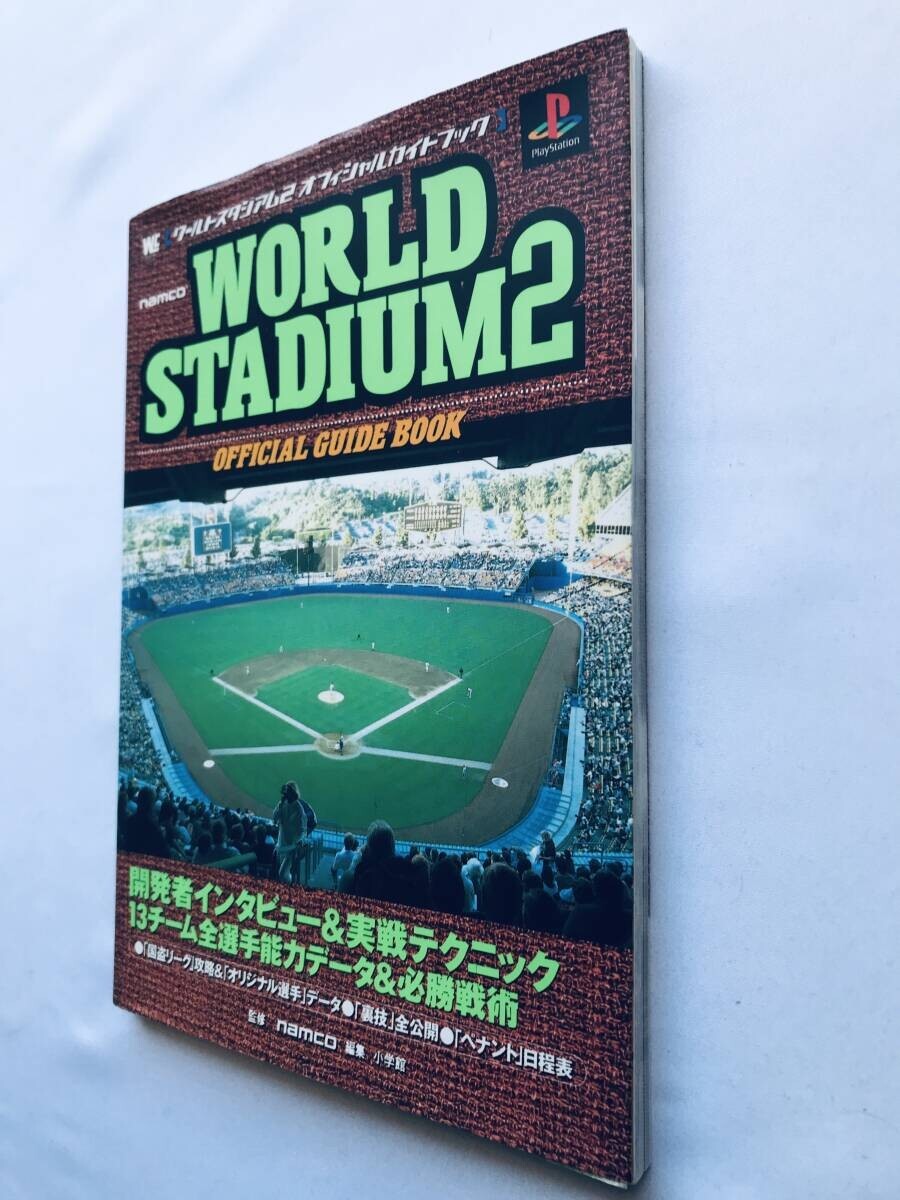 ワールドスタジアム2 オフィシャルガイドブック
PlayStation
namco
WORLD
STADIUM2
OFFICIAL GUIDE BOOK
開発者インタビュー&実戦テクニック
13チーム全選手能力データ&必勝戦術
●「国盗リーグ」攻略&「オリジナル選手」データ●「裏技」全公開●「ペナント」日程表
監修 namco 編集 小学館